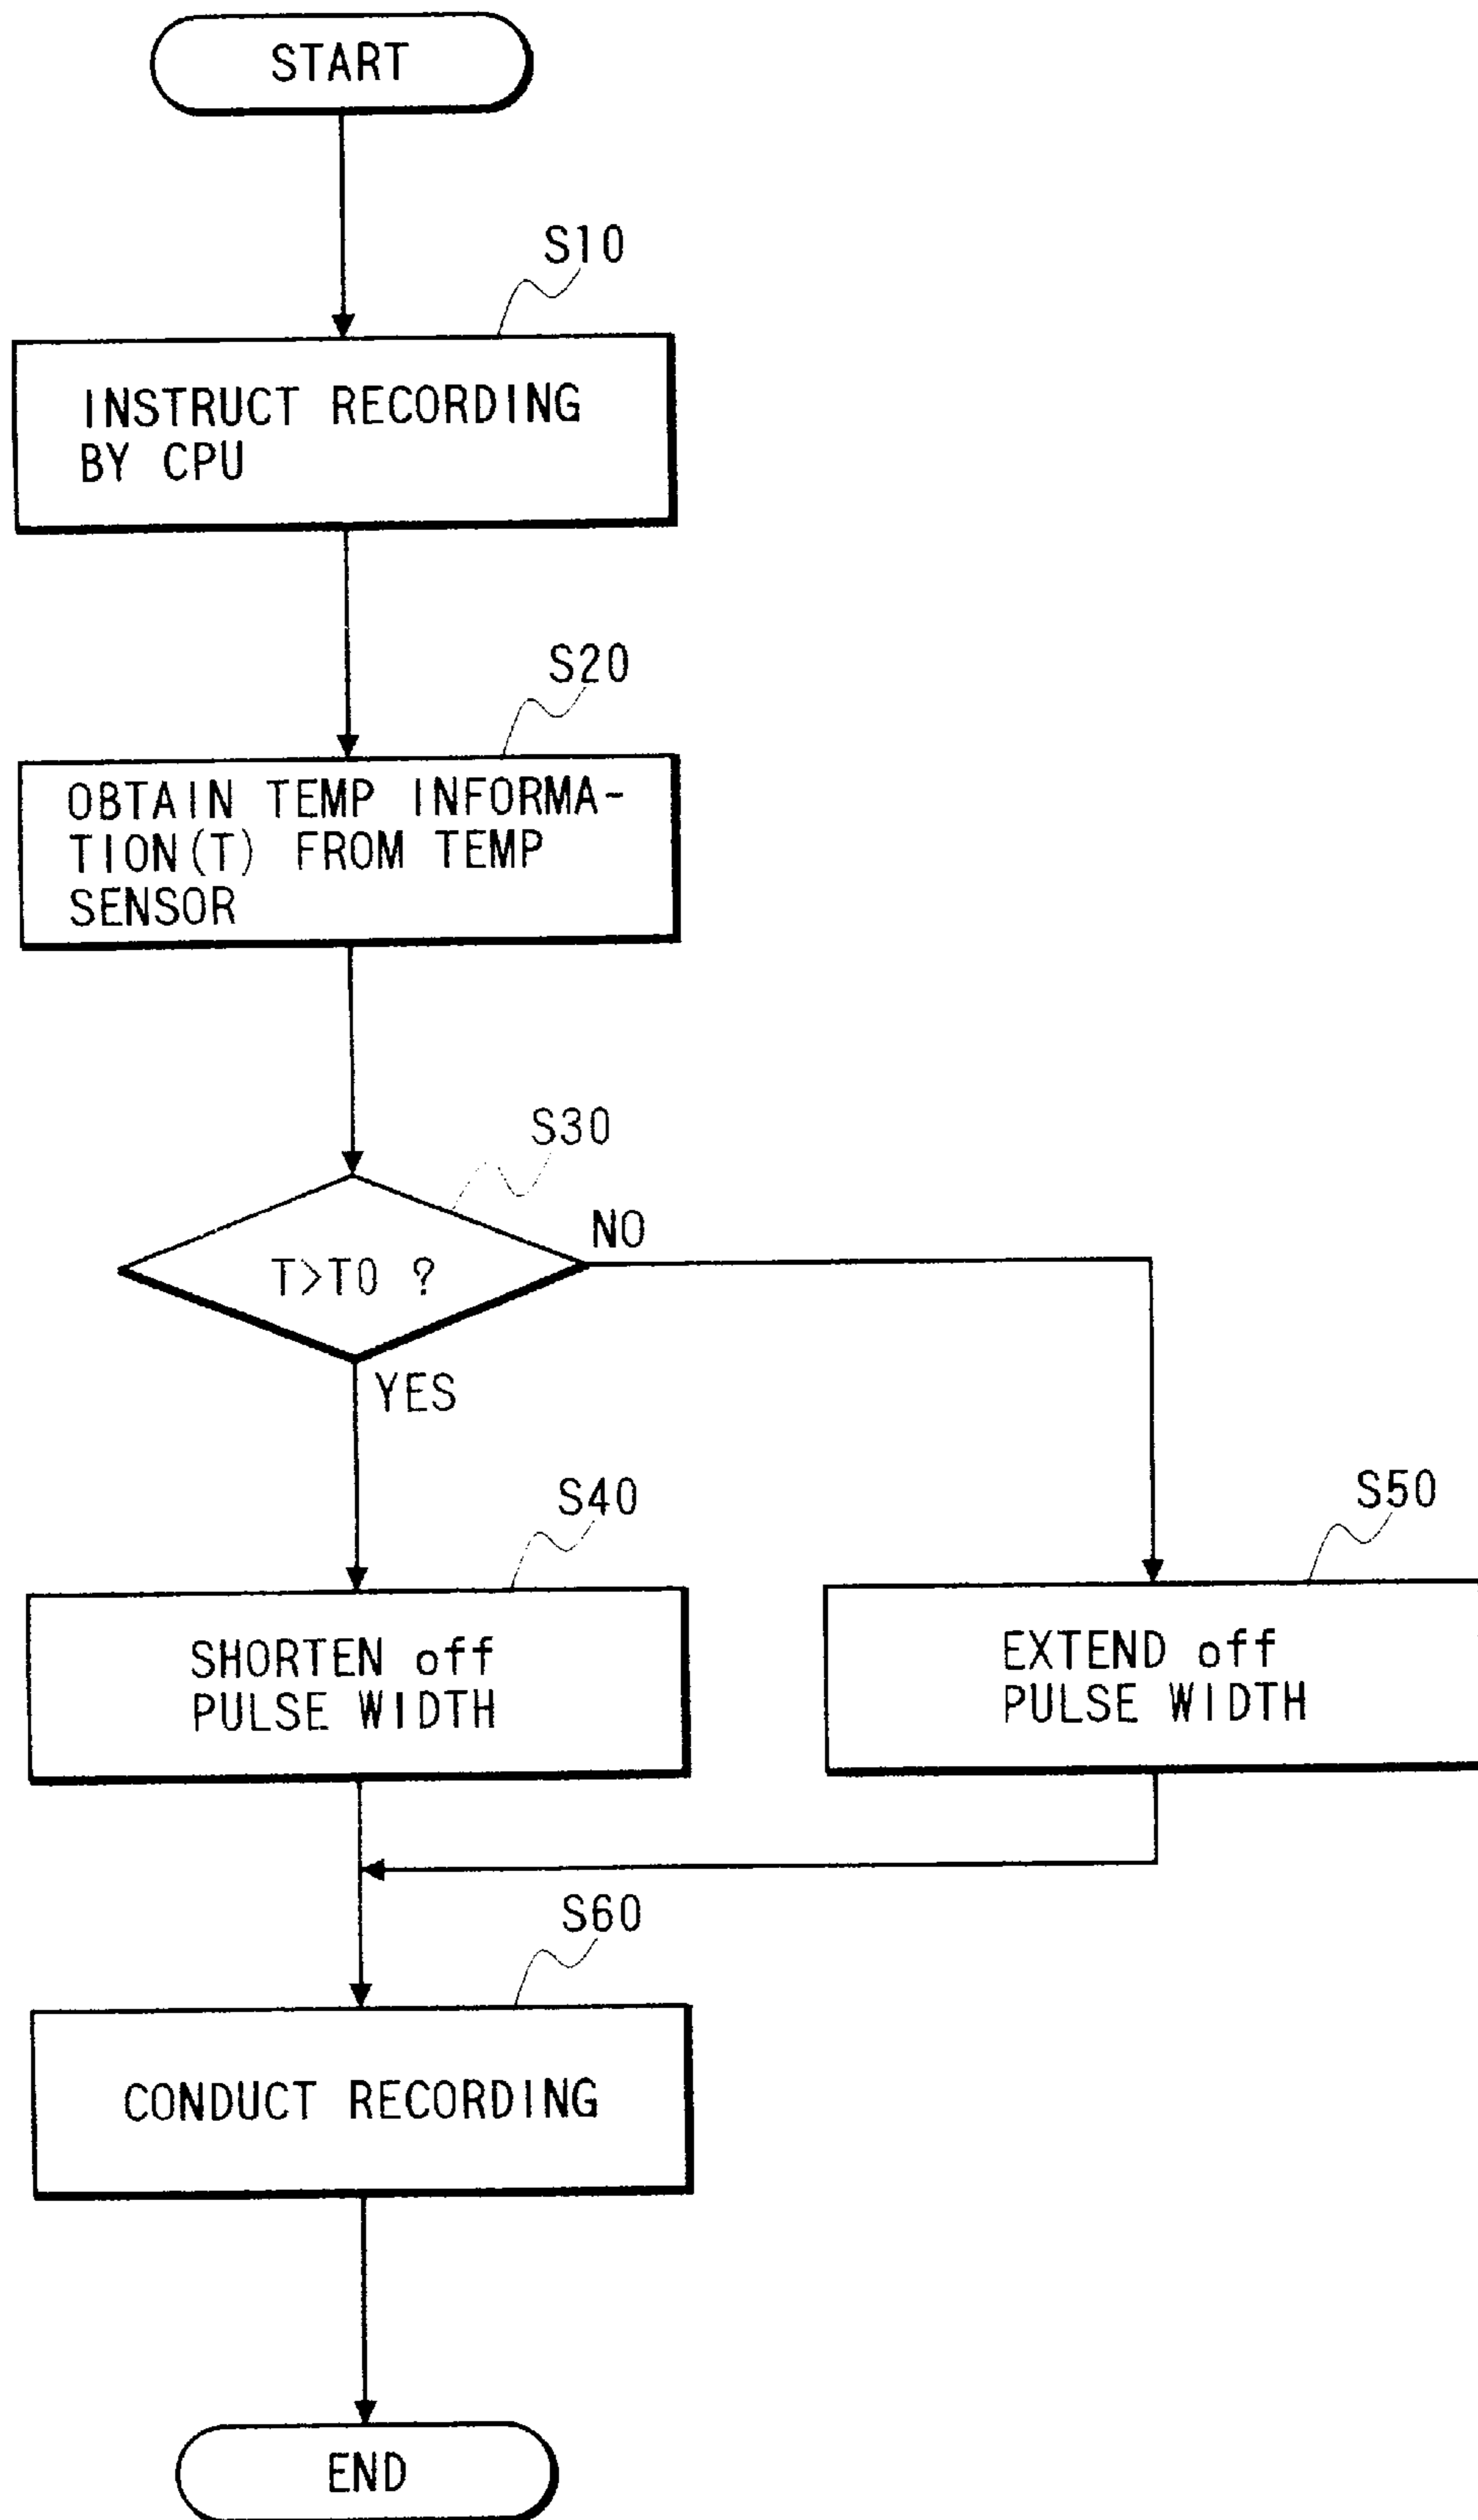 START
S10
INSTRUCT RECORDING
BY CPU
S20
OBTAIN TEMP INFORMA-
TION(T) FROM TEMP
SENSOR
S30
T>T0 ?
NO
YES
S40
SHORTEN off
PULSE WIDTH
S50
EXTEND off
PULSE WIDTH
S60
CONDUCT RECORDING
END